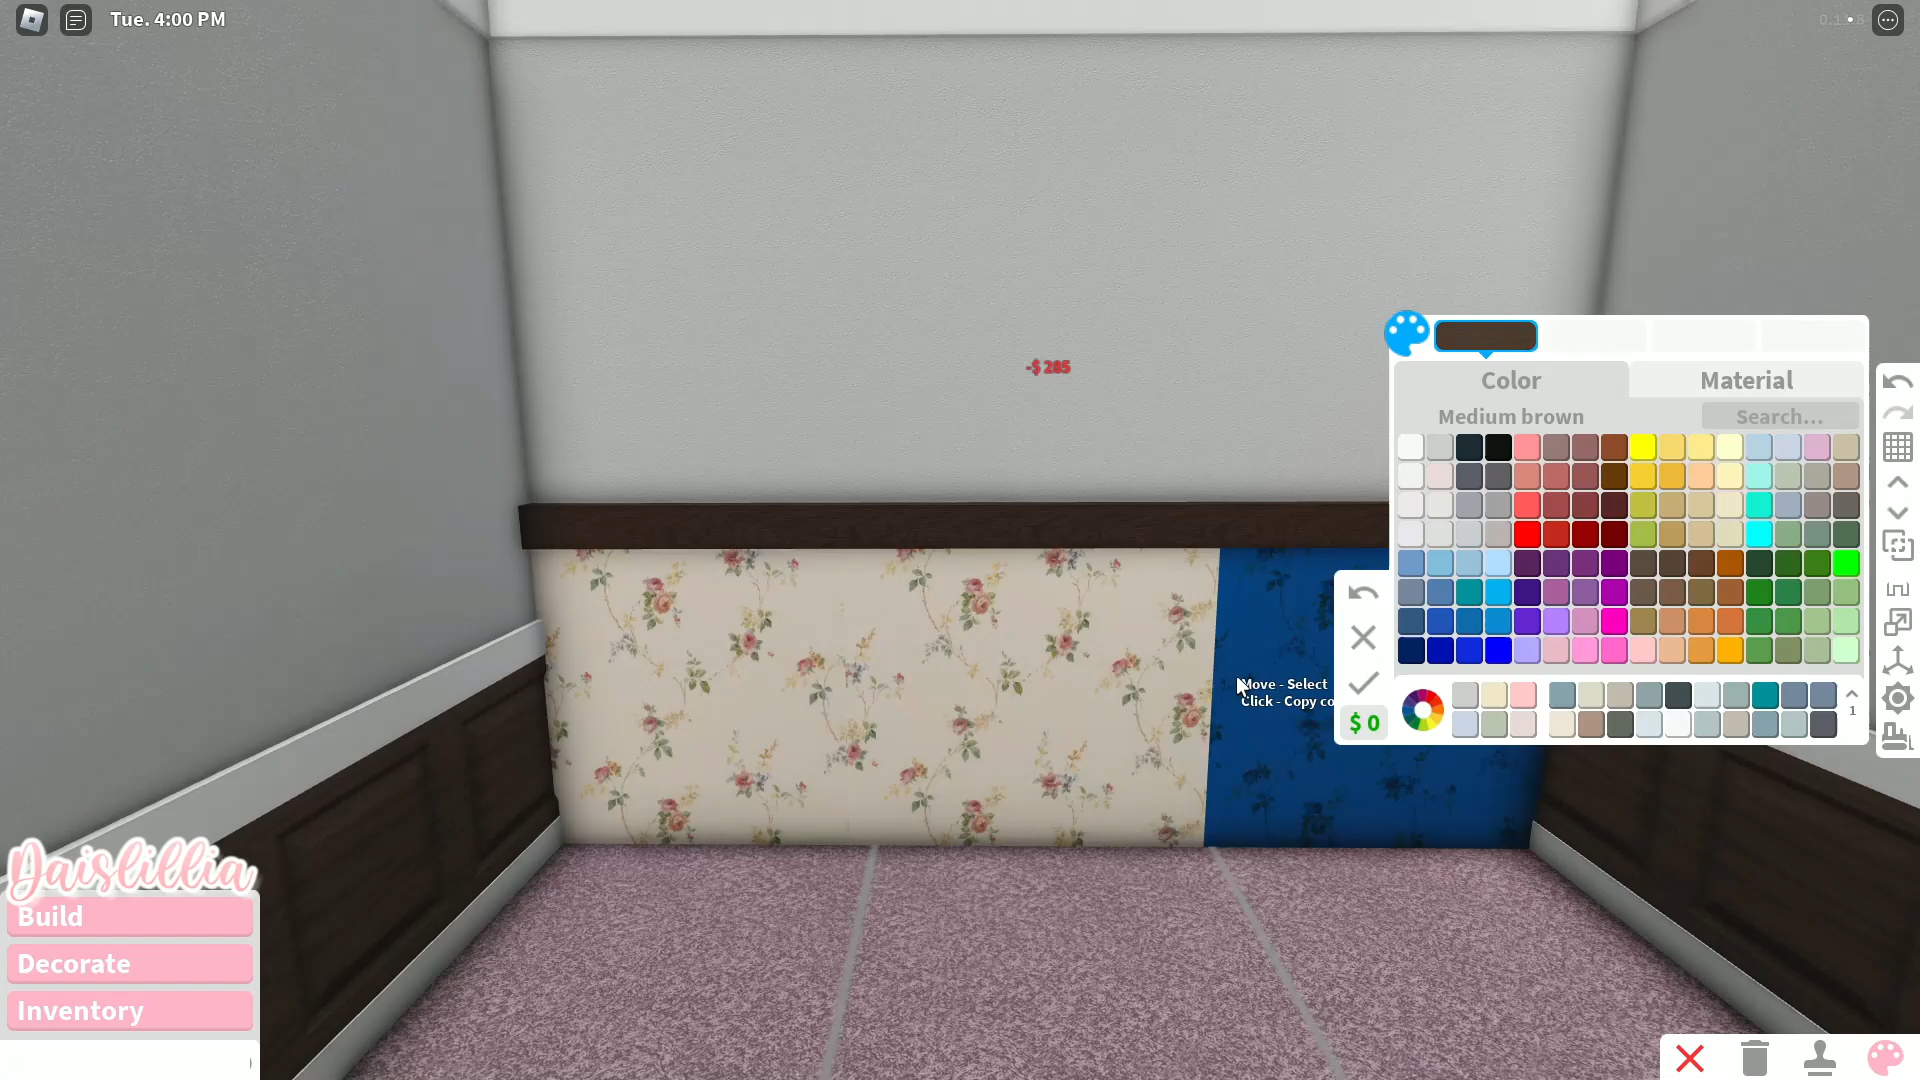 Tue. 4:00 PM
-$ 285
Color
Material
Medium brown
Search...
Move - Select
Click - Copy co
$ 0
1
Daislillia
Build
Decorate
Inventory